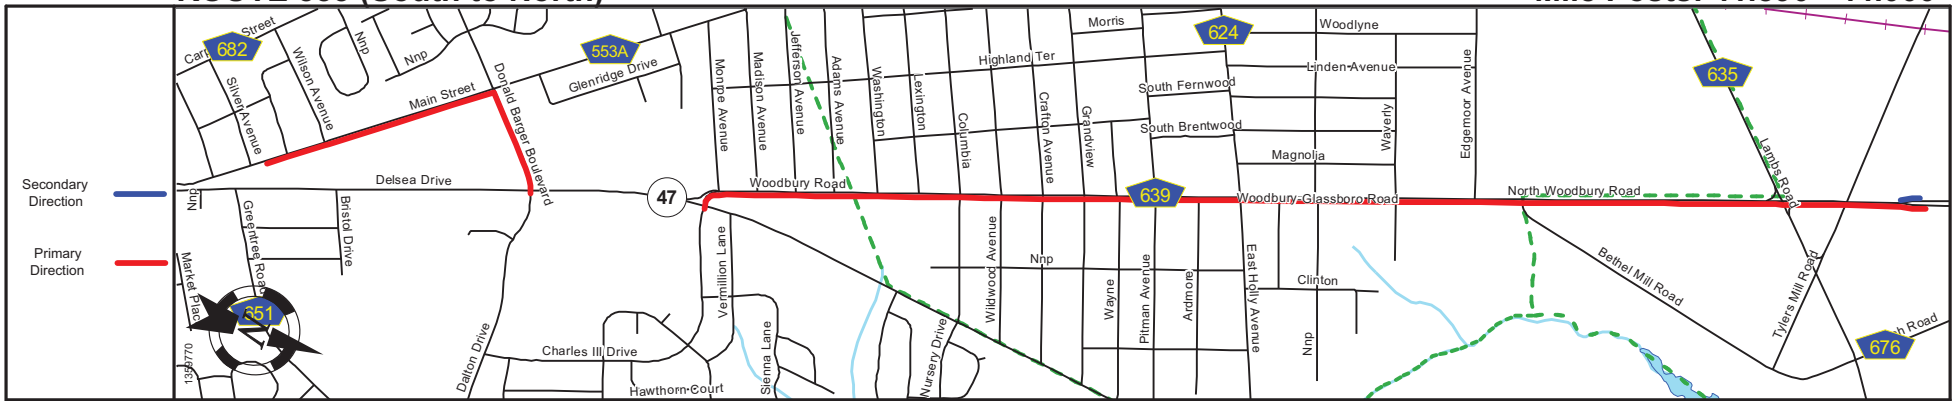 Secondary
Direction
Primary
Direction
Street
682
Silver Avenue
Wilson Avenue
Nnp
Nnp
Main Street
Donald Barger Boulevard
553A
Glenridge Drive
Monroe Avenue
Madison Avenue
Jefferson Avenue
Adams Avenue
Washington
Lexington
Columbia
Highland Ter
Crafton Avenue
Grandview
Morris
624
South Fernwood
South Brentwood
Woodlyne
Linden Avenue
Magnolia
Waverly
Edgemoor Avenue
635
Lambs Road
Nnp
Delsea Drive
47
Woodbury Road
639
Woodbury-Glassboro Road
North Woodbury Road
Greentree Road
Bristol Drive
651
1359770
Dalton Drive
Charles III Drive
Hawthorn Court
Vermillion Lane
Sienna Lane
Nursery Drive
Wildwood Avenue
Nnp
Wayne
Pitman Avenue
Ardmore
East Holly Avenue
Clinton
Nnp
Bethel Mill Road
Tylers Mill Road
676
Road